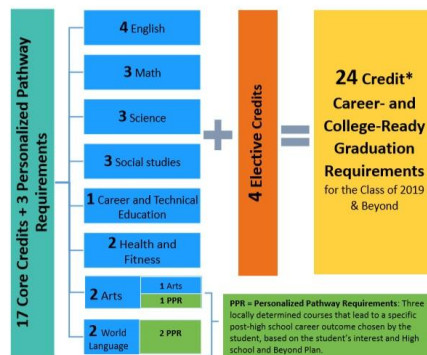 17 Core Credits + 3 Personalized Pathway
Requirements
4 English
3 Math
3 Science
3 Social studies
1 Career and Technical
Education
2 Health and
Fitness
2 Arts
1 Arts
1 PPR
2 World
Language
2 PPR
+
4 Elective Credits
=
24 Credit*
Career- and
College-Ready
Graduation
Requirements
for the Class of 2019
& Beyond
PPR = Personalized Pathway Requirements: Three
locally determined courses that lead to a specific
post-high school career outcome chosen by the
student, based on the student's interest and High
school and Beyond Plan.